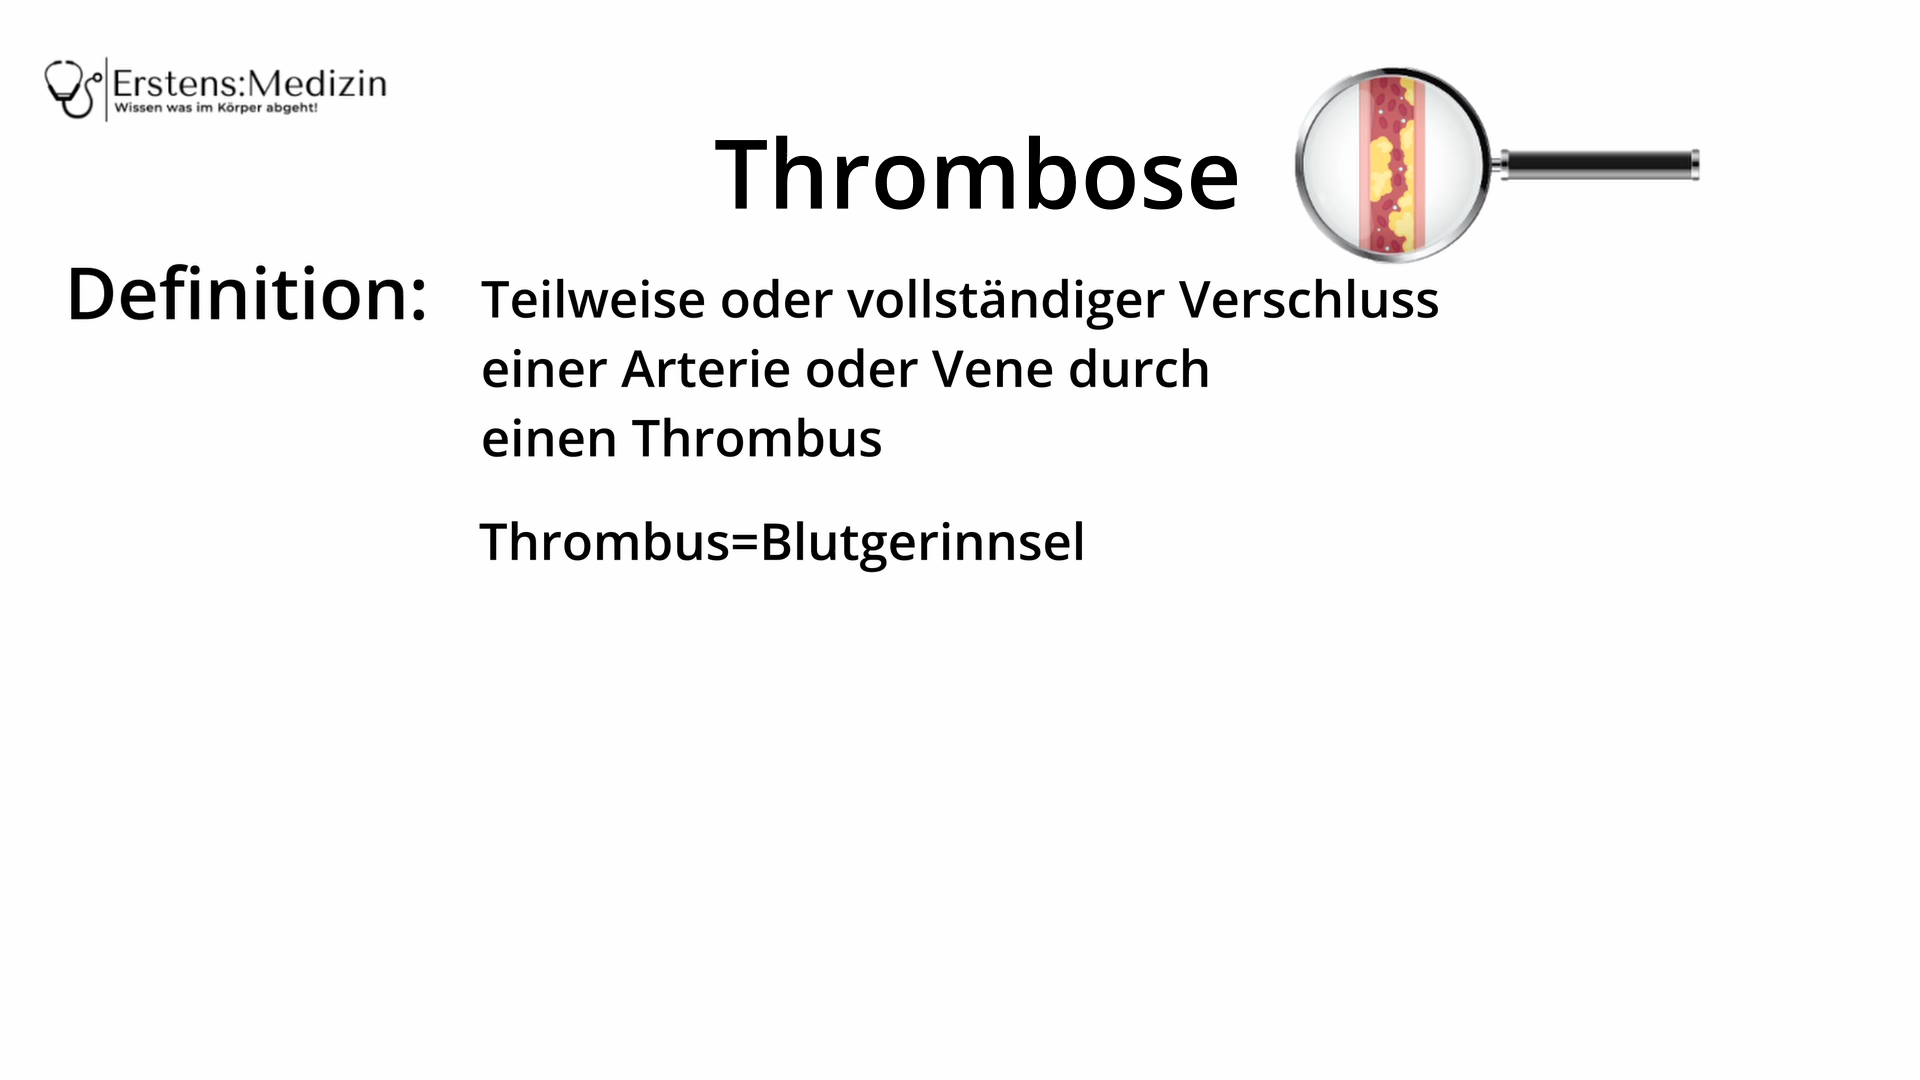 Erstens:Medizin
Wissen was im Körper abgeht!
Thrombose
Definition:
Teilweise oder vollständiger Verschluss
einer Arterie oder Vene durch
einen Thrombus
Thrombus=Blutgerinnsel